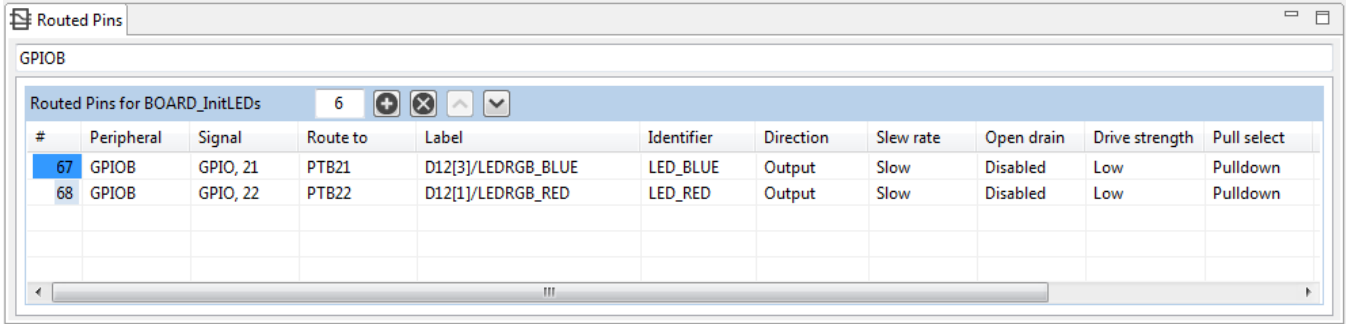 Routed Pins
GPIOB
Routed Pins for BOARD_InitLEDs 6
# Peripheral Signal Route to Label Identifier Direction Slew rate Open drain Drive strength Pull select
67 GPIOB GPIO, 21 PTB21 D12[3]/LEDRGB_BLUE LED_BLUE Output Slow Disabled Low Pulldown
68 GPIOB GPIO, 22 PTB22 D12[1]/LEDRGB_RED LED_RED Output Slow Disabled Low Pulldown